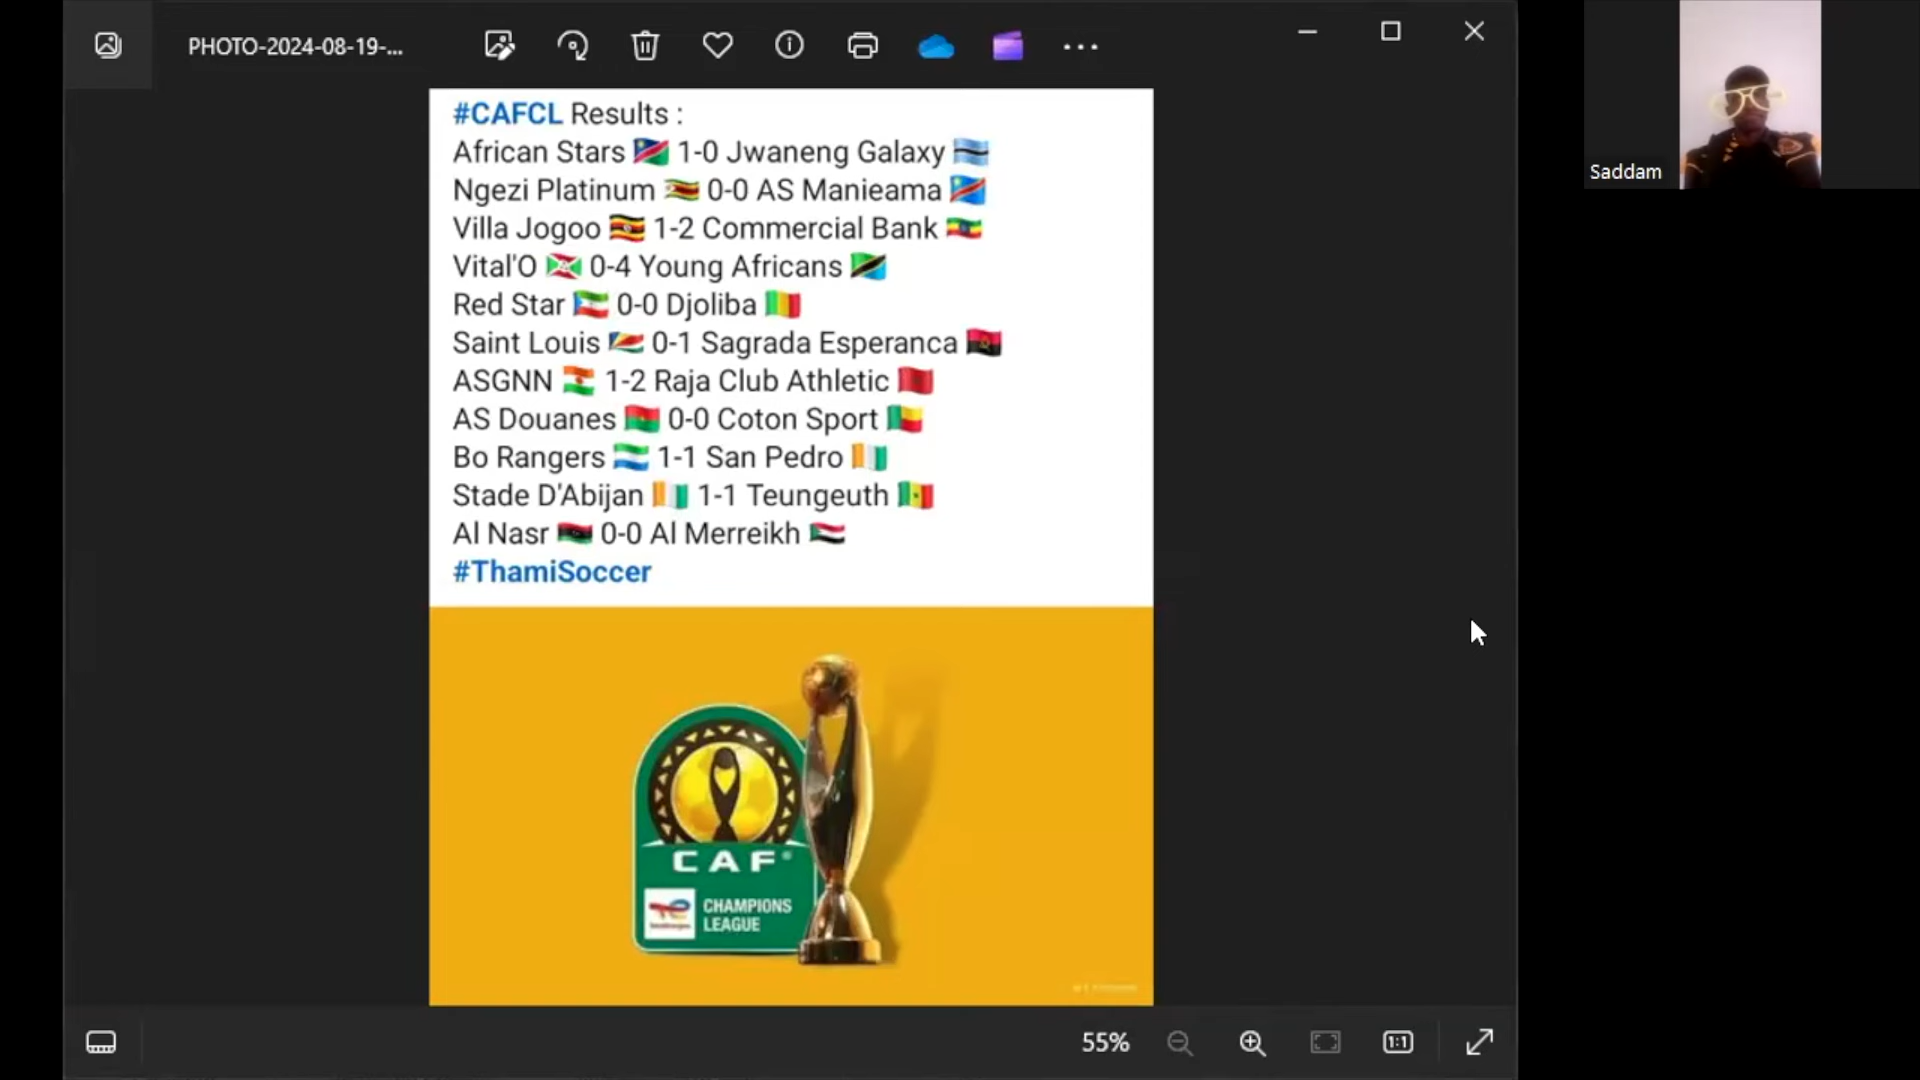 PHOTO-2024-08-19-...
Saddam
#CAFCL Results :
African Stars 🇳🇦 1-0 Jwaneng Galaxy 🇧🇼
Ngezi Platinum 🇿🇼 0-0 AS Manieama 🇨🇩
Villa Jogoo 🇺🇬 1-2 Commercial Bank 🇪🇹
Vital'O 🇧🇮 0-4 Young Africans 🇹🇿
Red Star 🇬🇶 0-0 Djoliba 🇲🇱
Saint Louis 🇸🇨 0-1 Sagrada Esperanca 🇦🇴
ASGNN 🇳🇪 1-2 Raja Club Athletic 🇲🇦
AS Douanes 🇧🇫 0-0 Coton Sport 🇧🇯
Bo Rangers 🇸🇱 1-1 San Pedro 🇨🇮
Stade D'Abijan 🇨🇮 1-1 Teungeuth 🇸🇳
Al Nasr 🇱🇾 0-0 Al Merreikh 🇸🇩
#ThamiSoccer
CAF®
CHAMPIONS
LEAGUE
55%
1:1